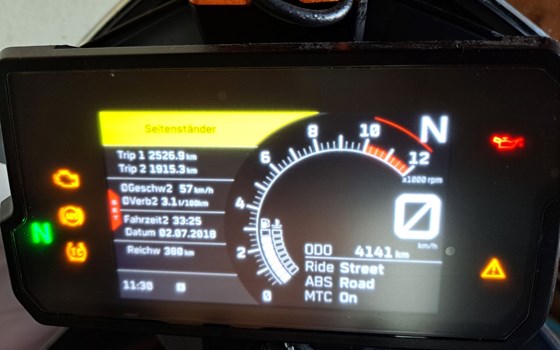 Seitenständer
Trip 1 2526.9 km
Trip 2 1915.3 km
ØGeschw2 57 km/h
ØVerb2 3.1 l/100km
Fahrzeit2 33:25
Datum 02.07.2018
Reichw 380 km
11:30
0
2
4
6
8
10
12
x1000 rpm
N
0
km/h
ODO 4141 km
Ride Street
ABS Road
MTC On
N